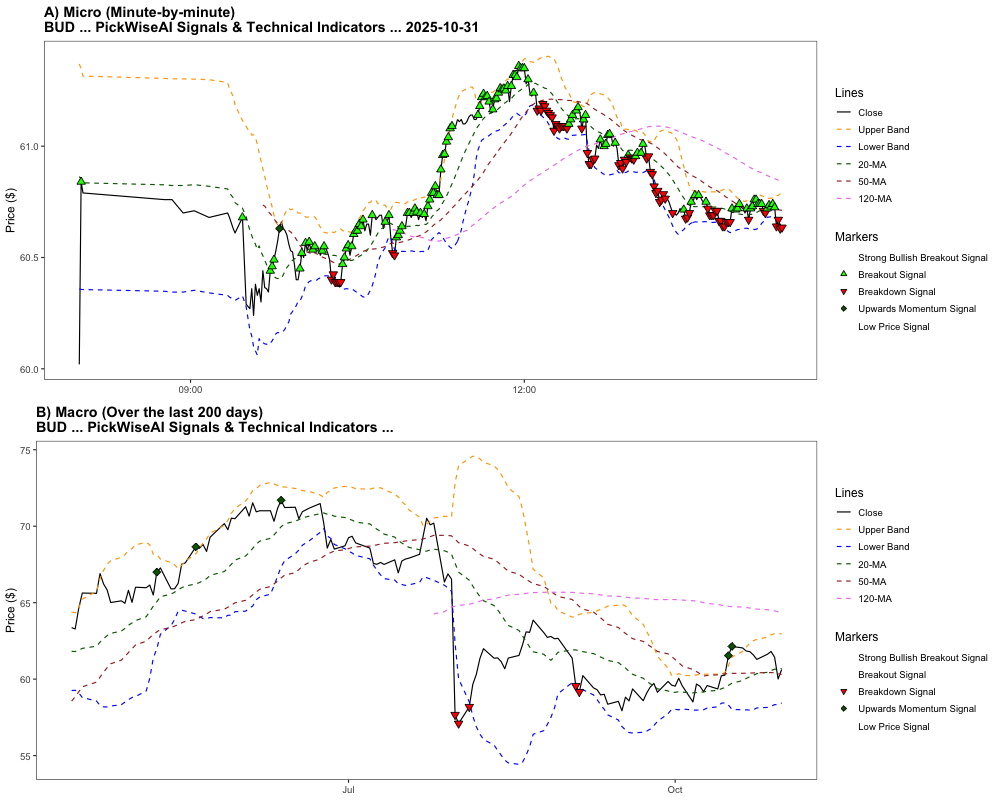 A) Micro (Minute-by-minute)
BUD ... PickWiseAI Signals & Technical Indicators ... 2025-10-31
Price ($)
61.0
60.5
60.0
09:00
12:00
Lines
Close
Upper Band
Lower Band
20-MA
50-MA
120-MA
Markers
Strong Bullish Breakout Signal
Breakout Signal
Breakdown Signal
Upwards Momentum Signal
Low Price Signal
B) Macro (Over the last 200 days)
BUD ... PickWiseAI Signals & Technical Indicators ...
Price ($)
75
70
65
60
55
Jul
Oct
Lines
Close
Upper Band
Lower Band
20-MA
50-MA
120-MA
Markers
Strong Bullish Breakout Signal
Breakout Signal
Breakdown Signal
Upwards Momentum Signal
Low Price Signal